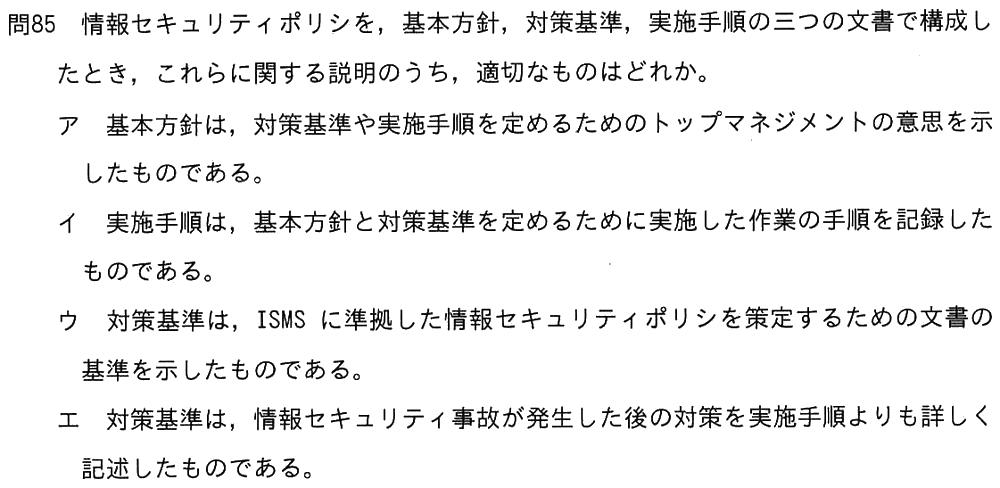 問85 情報セキュリティポリシを，基本方針，対策基準，実施手順の三つの文書で構成し
たとき，これらに関する説明のうち，適切なものはどれか。
ア 基本方針は，対策基準や実施手順を定めるためのトップマネジメントの意思を示
したものである。
イ 実施手順は，基本方針と対策基準を定めるために実施した作業の手順を記録した
ものである。
ウ 対策基準は，ISMS に準拠した情報セキュリティポリシを策定するための文書の
基準を示したものである。
エ 対策基準は，情報セキュリティ事故が発生した後の対策を実施手順よりも詳しく
記述したものである。